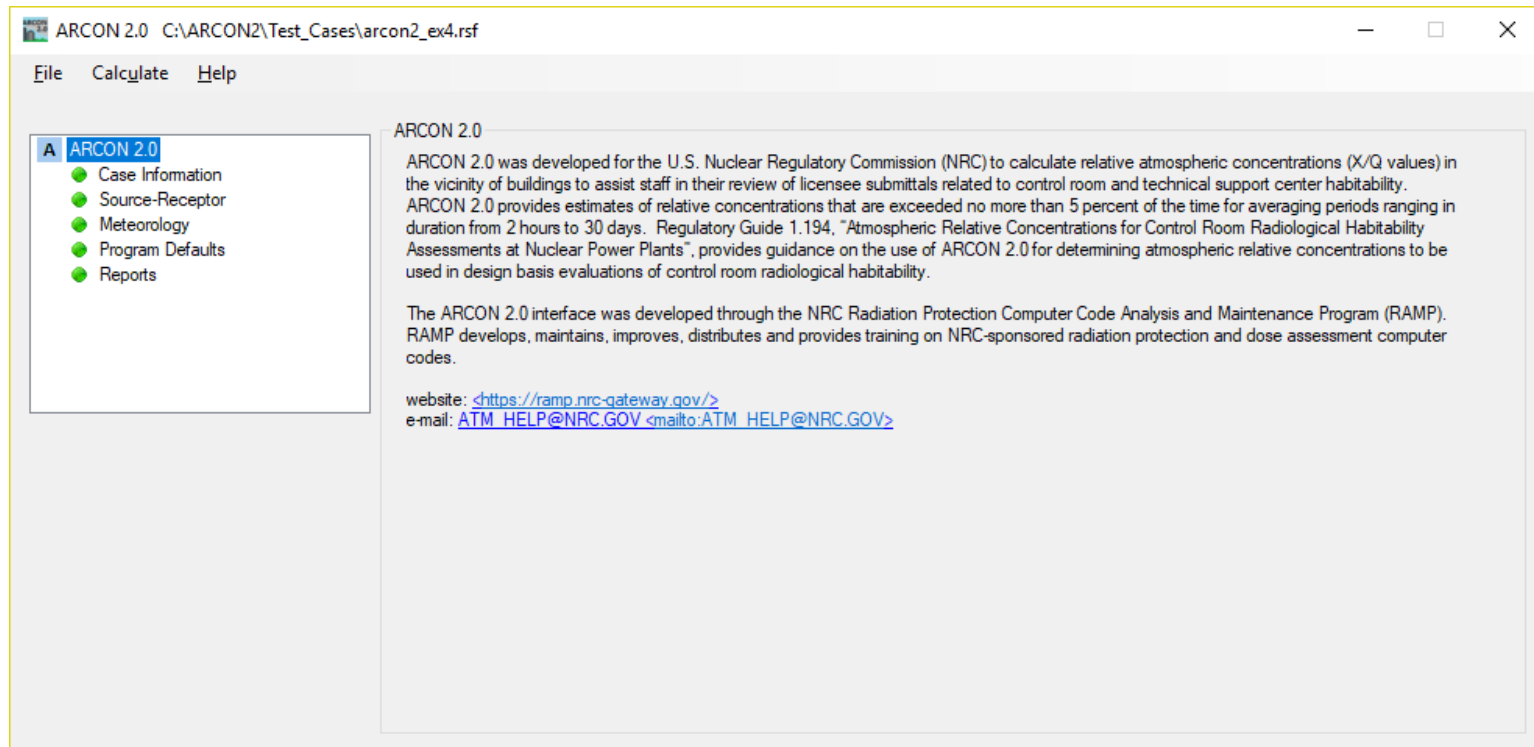 ARCON 2.0 C:\ARCON2\Test_Cases\arcon2_ex4.rsf
File Calculate Help
A ARCON 2.0
Case Information
Source-Receptor
Meteorology
Program Defaults
Reports
ARCON 2.0
ARCON 2.0 was developed for the U.S. Nuclear Regulatory Commission (NRC) to calculate relative atmospheric concentrations (X/Q values) in
the vicinity of buildings to assist staff in their review of licensee submittals related to control room and technical support center habitability.
ARCON 2.0 provides estimates of relative concentrations that are exceeded no more than 5 percent of the time for averaging periods ranging in
duration from 2 hours to 30 days.  Regulatory Guide 1.194, "Atmospheric Relative Concentrations for Control Room Radiological Habitability
Assessments at Nuclear Power Plants", provides guidance on the use of ARCON 2.0 for determining atmospheric relative concentrations to be
used in design basis evaluations of control room radiological habitability.
The ARCON 2.0 interface was developed through the NRC Radiation Protection Computer Code Analysis and Maintenance Program (RAMP).
RAMP develops, maintains, improves, distributes and provides training on NRC-sponsored radiation protection and dose assessment computer
codes.
website: <https://ramp.nrc-gateway.gov/>
e-mail: ATM_HELP@NRC.GOV <mailto:ATM_HELP@NRC.GOV>